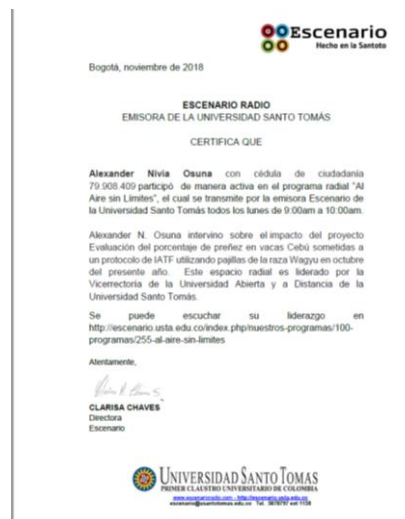 Escenario
Hecho en la Santoto
Bogotá, noviembre de 2018
ESCENARIO RADIO
EMISORA DE LA UNIVERSIDAD SANTO TOMÁS
CERTIFICA QUE
Alexander Nivia Osuna con cédula de ciudadanía
79.908.409 participó de manera activa en el programa radial "Al
Aire sin Límites", el cual se transmite por la emisora Escenario de
la Universidad Santo Tomás todos los lunes de 9:00am a 10:00am.
Alexander N. Osuna intervino sobre el impacto del proyecto
Evaluación del porcentaje de preñez en vacas Cebú sometidas a
un protocolo de IATF utilizando pajillas de la raza Wagyu en octubre
del presente año. Este espacio radial es liderado por la
Vicerrectoría de la Universidad Abierta y a Distancia de la
Universidad Santo Tomás.
Se puede escuchar su liderazgo en
http://escenario.usta.edu.co/index.php/nuestros-programas/100-
programas/255-al-aire-sin-limites
Atentamente,
CLARISA CHAVES
Directora
Escenario
UNIVERSIDAD SANTO TOMAS
PRIMER CLAUSTRO UNIVERSITARIO DE COLOMBIA